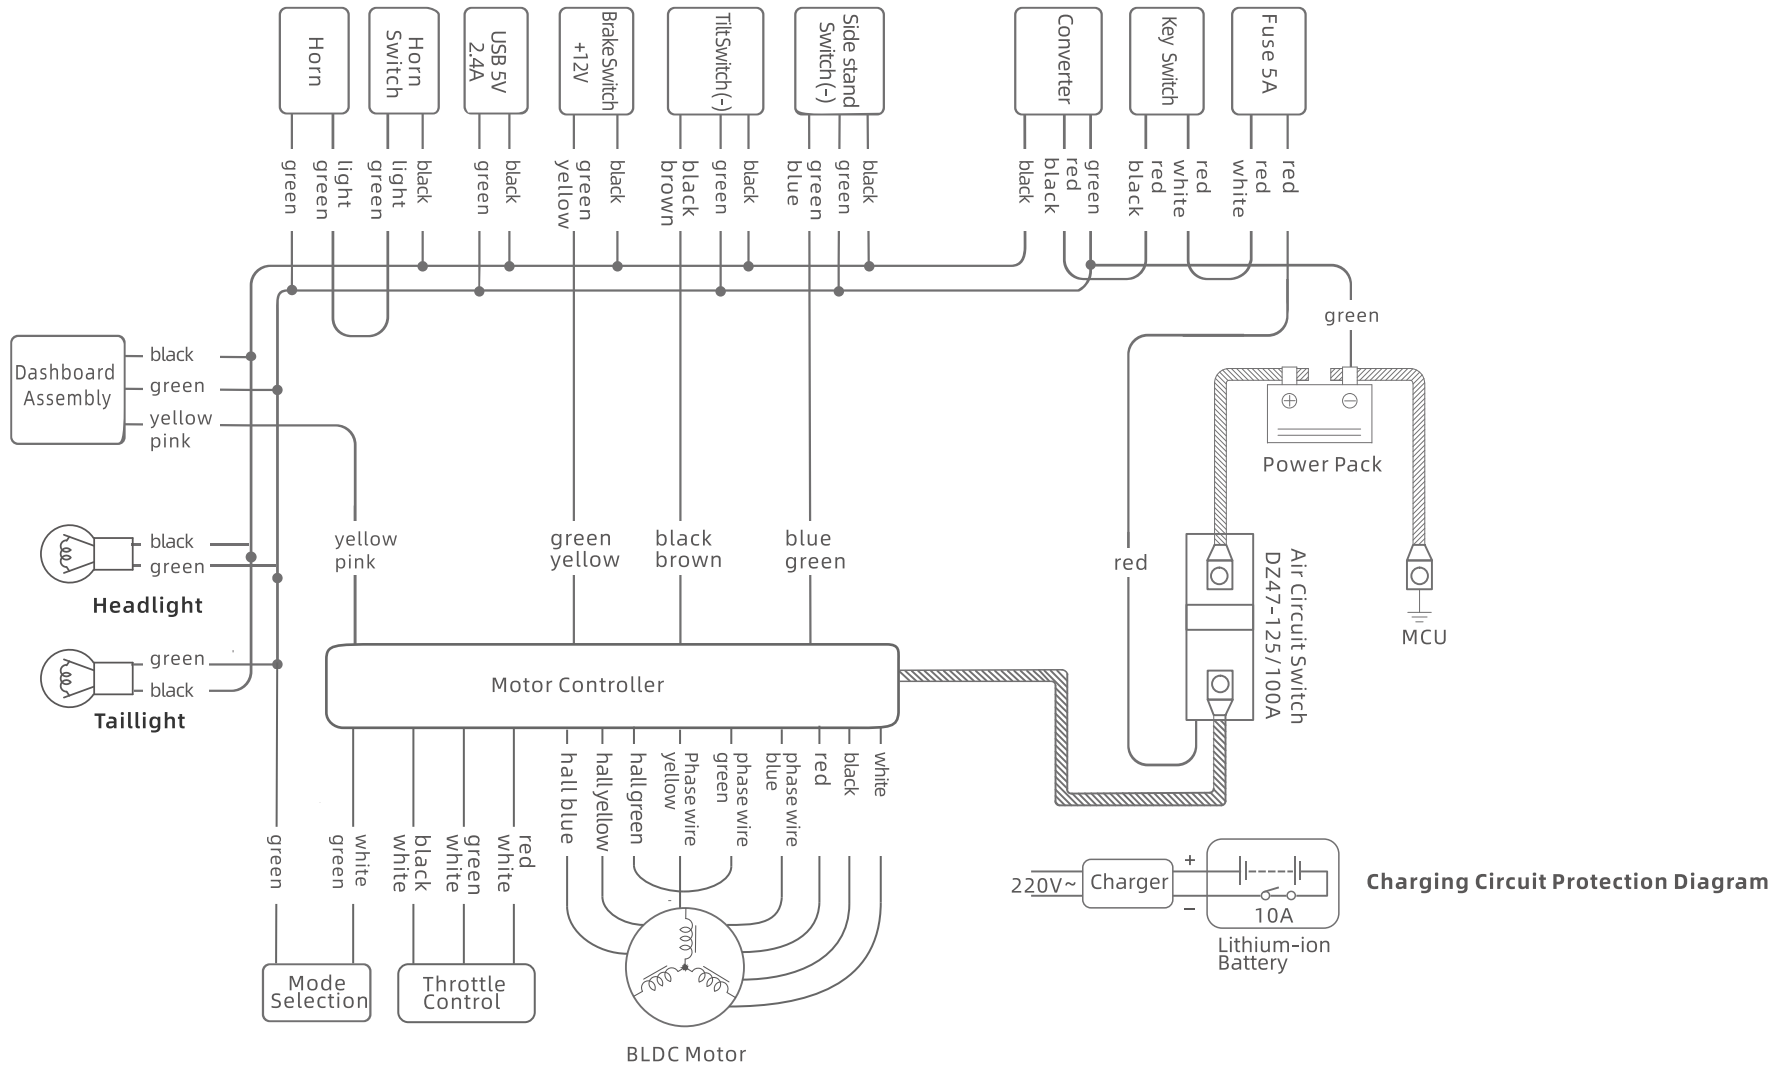 Horn
Horn
Switch
USB 5V
2.4A
BrakeSwitch
+12V
TiltSwitch(-)
Side stand
Switch(-)
Converter
Key Switch
Fuse 5A
green
light
green
light
green
black
green
black
green
yellow
black
black
brown
green
black
green
blue
green
black
black
red
black
green
red
black
red
white
red
white
red
Dashboard
Assembly
black
green
yellow
pink
green
+
−
Power Pack
black
green
Headlight
green
black
Taillight
yellow
pink
green
yellow
black
brown
blue
green
red
Air Circuit Switch
DZ47-125/100A
MCU
Motor Controller
hall blue
hall yellow
hall green
Phase wire
yellow
phase wire
green
phase wire
blue
red
black
white
green
white
green
black
white
green
white
red
white
Mode
Selection
Throttle
Control
BLDC Motor
220V~
Charger
+
−
10A
Lithium-ion
Battery
Charging Circuit Protection Diagram